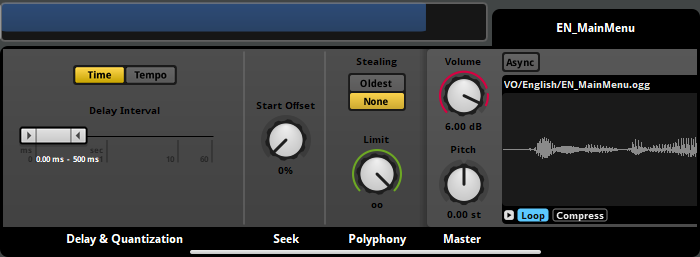 EN_MainMenu
Time
Tempo
Delay Interval
ms
sec
0.00 ms - 500 ms
10
60
Delay & Quantization
Start Offset
0%
Seek
Stealing
Oldest
None
Limit
∞
Polyphony
Volume
6.00 dB
Pitch
0.00 st
Master
Async
VO/English/EN_MainMenu.ogg
Loop
Compress